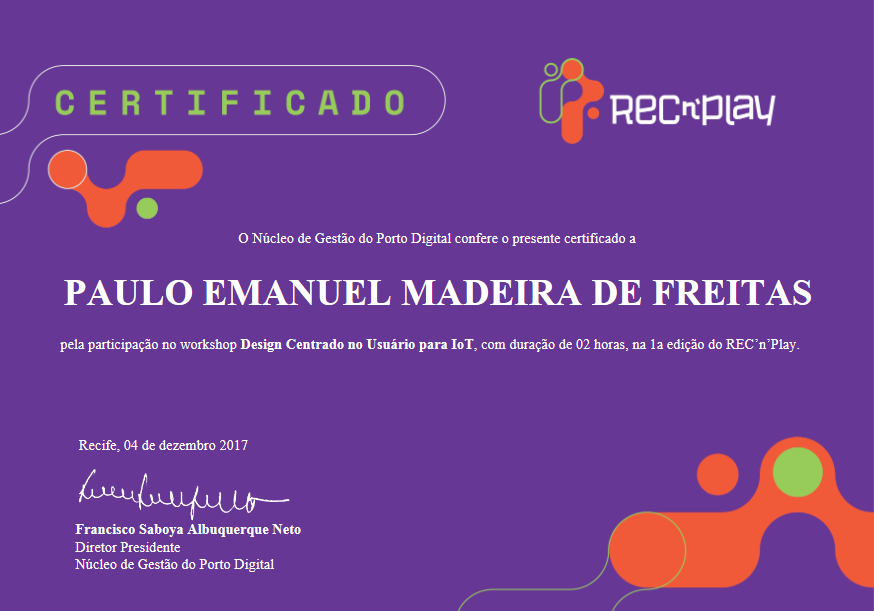 CERTIFICADO
RECn'Play
O Núcleo de Gestão do Porto Digital confere o presente certificado a
PAULO EMANUEL MADEIRA DE FREITAS
pela participação no workshop Design Centrado no Usuário para IoT, com duração de 02 horas, na 1a edição do REC’n’Play.
Recife, 04 de dezembro 2017
Francisco Saboya Albuquerque Neto
Diretor Presidente
Núcleo de Gestão do Porto Digital